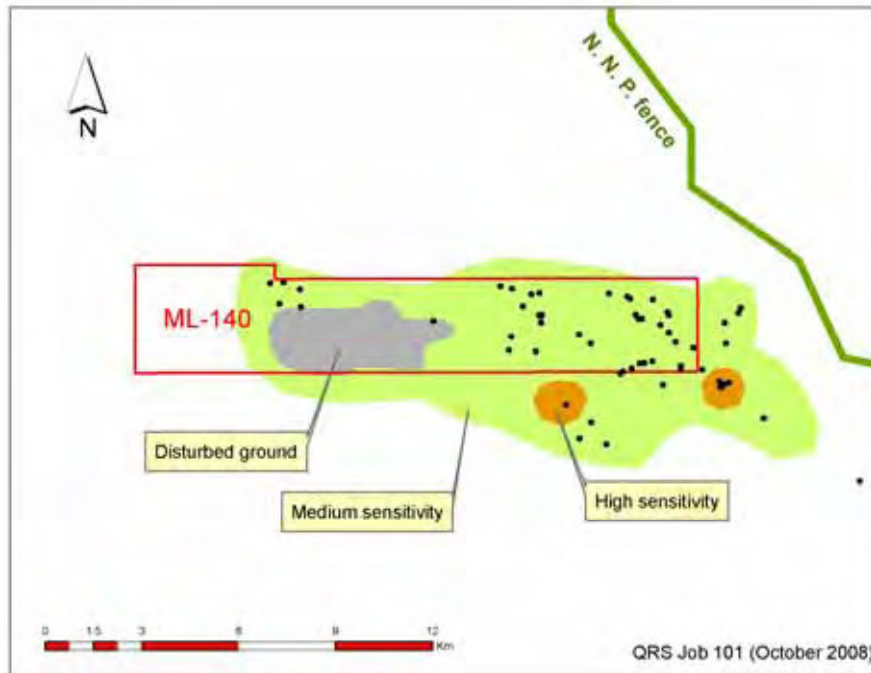 N. N. P. fence
N
ML-140
Disturbed ground
Medium sensitivity
High sensitivity
0 1.5 3 6 9 12
Km
QRS Job 101 (October 2008)